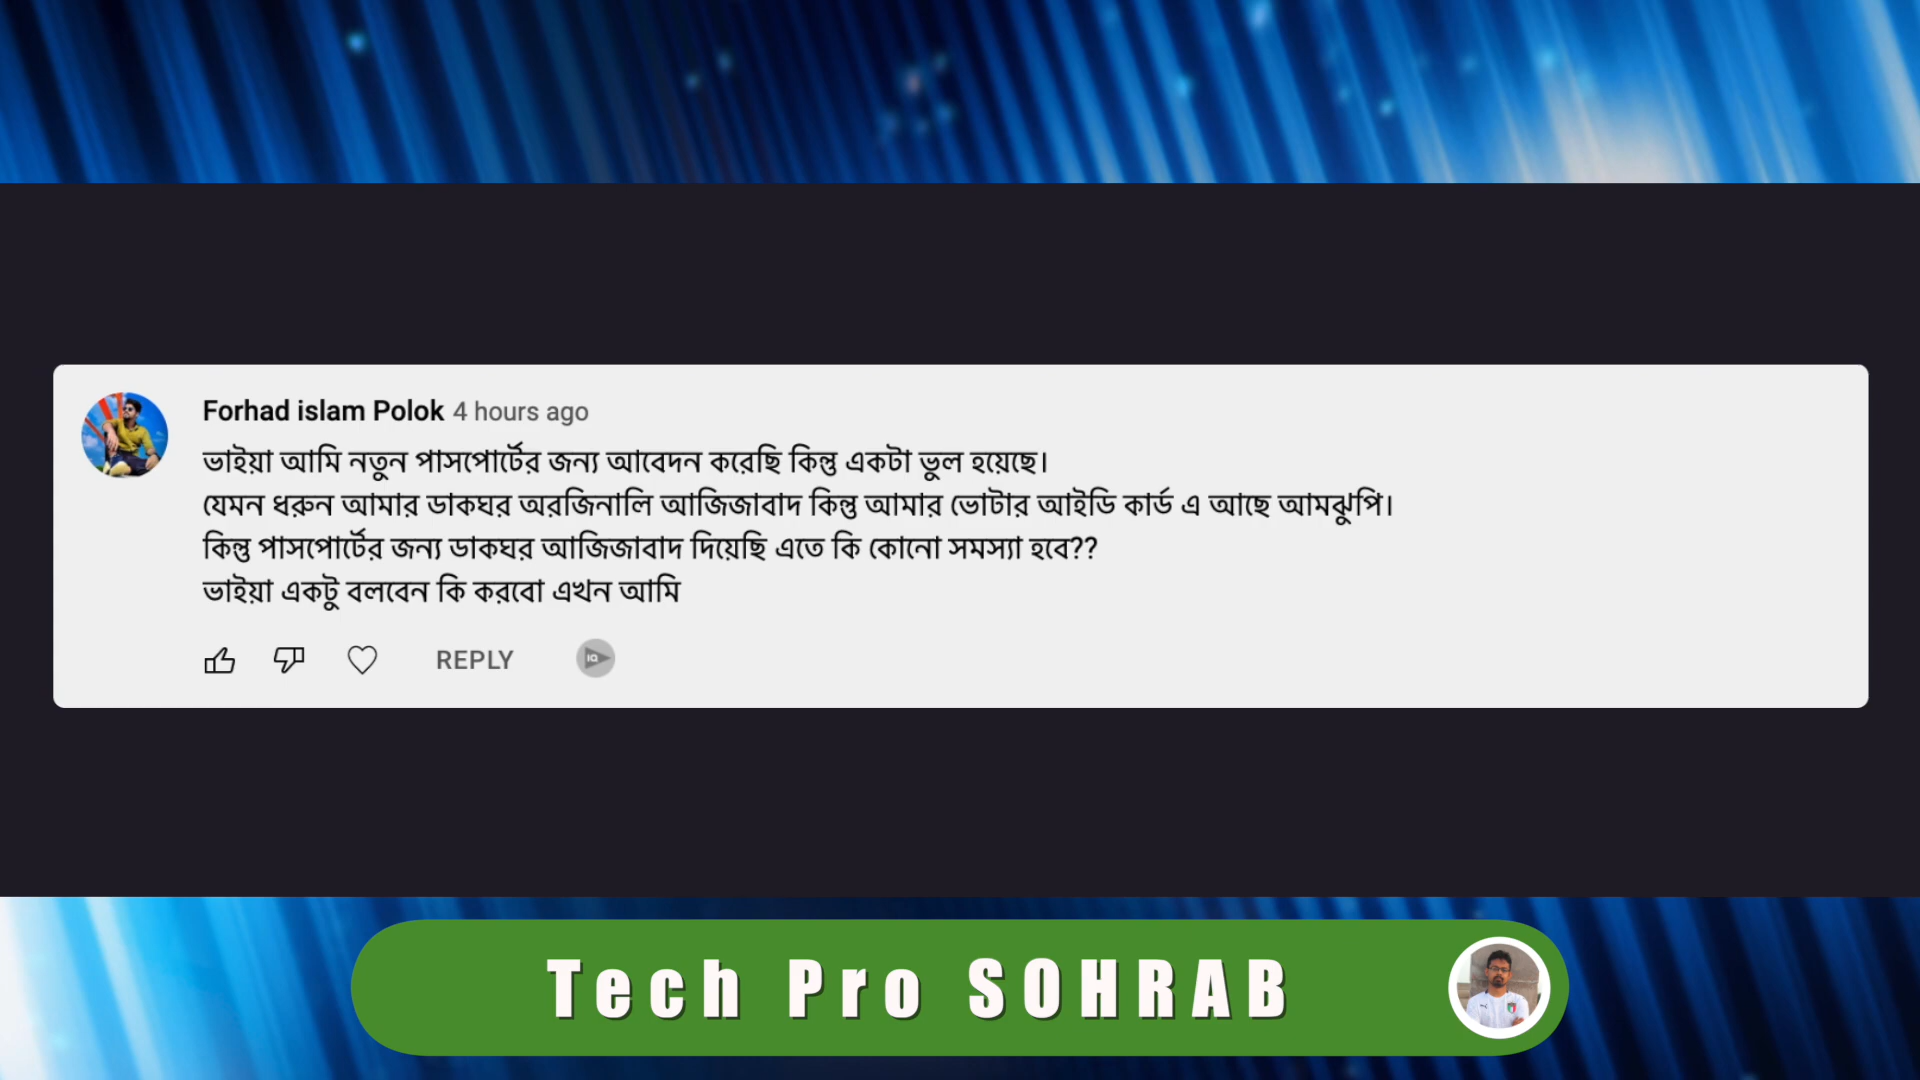 Forhad islam Polok 4 hours ago
ভাইয়া আমি নতুন পাসপোর্টের জন্য আবেদন করেছি কিন্তু একটা ভুল হয়েছে।
যেমন ধরুন আমার ডাকঘর অরজিনালি আজিজাবাদ কিন্তু আমার ভোটার আইডি কার্ড এ আছে আমঝুপি।
কিন্তু পাসপোর্টের জন্য ডাকঘর আজিজাবাদ দিয়েছি এতে কি কোনো সমস্যা হবে??
ভাইয়া একটু বলবেন কি করবো এখন আমি
REPLY
IQ
Tech Pro SOHRAB